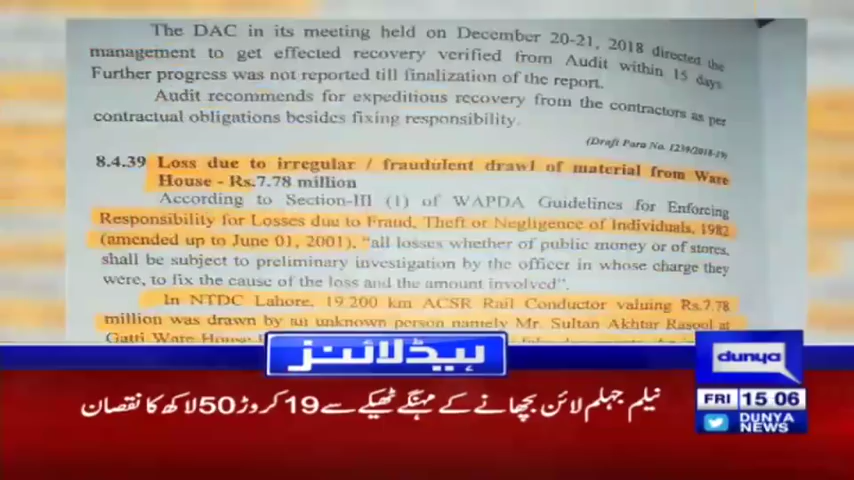 The DAC in its meeting held on December 20-21, 2018 directed the
management to get effected recovery verified from Audit within 15 days.
Further progress was not reported till finalization of the report.
Audit recommends for expeditious recovery from the contractors as per
contractual obligations besides fixing responsibility.
(Draft Para No. 1239/2018-19)
8.4.39 Loss due to irregular / fraudulent drawl of material from Ware
House - Rs.7.78 million
According to Section-III (1) of WAPDA Guidelines for Enforcing
Responsibility for Losses due to Fraud, Theft or Negligence of Individuals, 1982
(amended up to June 01, 2001), “all losses whether of public money or of stores,
shall be subject to preliminary investigation by the officer in whose charge they
were, to fix the cause of the loss and the amount involved”.
In NTDC Lahore, 19.200 km ACSR Rail Conductor valuing Rs.7.78
million was drawn by an unknown person namely Mr. Sultan Akhtar Rasool at
Gatti Ware House
ہیڈلائنز
نیلم جہلم لائن بچھانے کے مہنگے ٹھیکے سے 19 کروڑ 50 لاکھ کا نقصان
dunya
FRI 15 06
DUNYA
NEWS